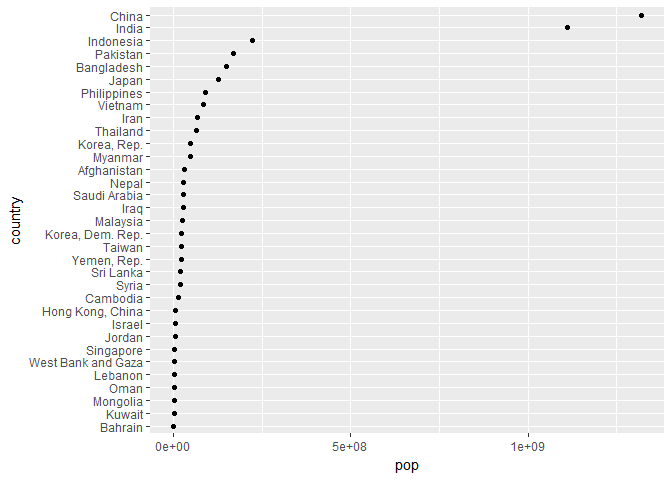 China
India
Indonesia
Pakistan
Bangladesh
Japan
Philippines
Vietnam
Iran
Thailand
Korea, Rep.
Myanmar
Afghanistan
Nepal
Saudi Arabia
Iraq
Malaysia
Korea, Dem. Rep.
Taiwan
Yemen, Rep.
Sri Lanka
Syria
Cambodia
Hong Kong, China
Israel
Jordan
Singapore
West Bank and Gaza
Lebanon
Oman
Mongolia
Kuwait
Bahrain
country
0e+00 5e+08 1e+09
pop